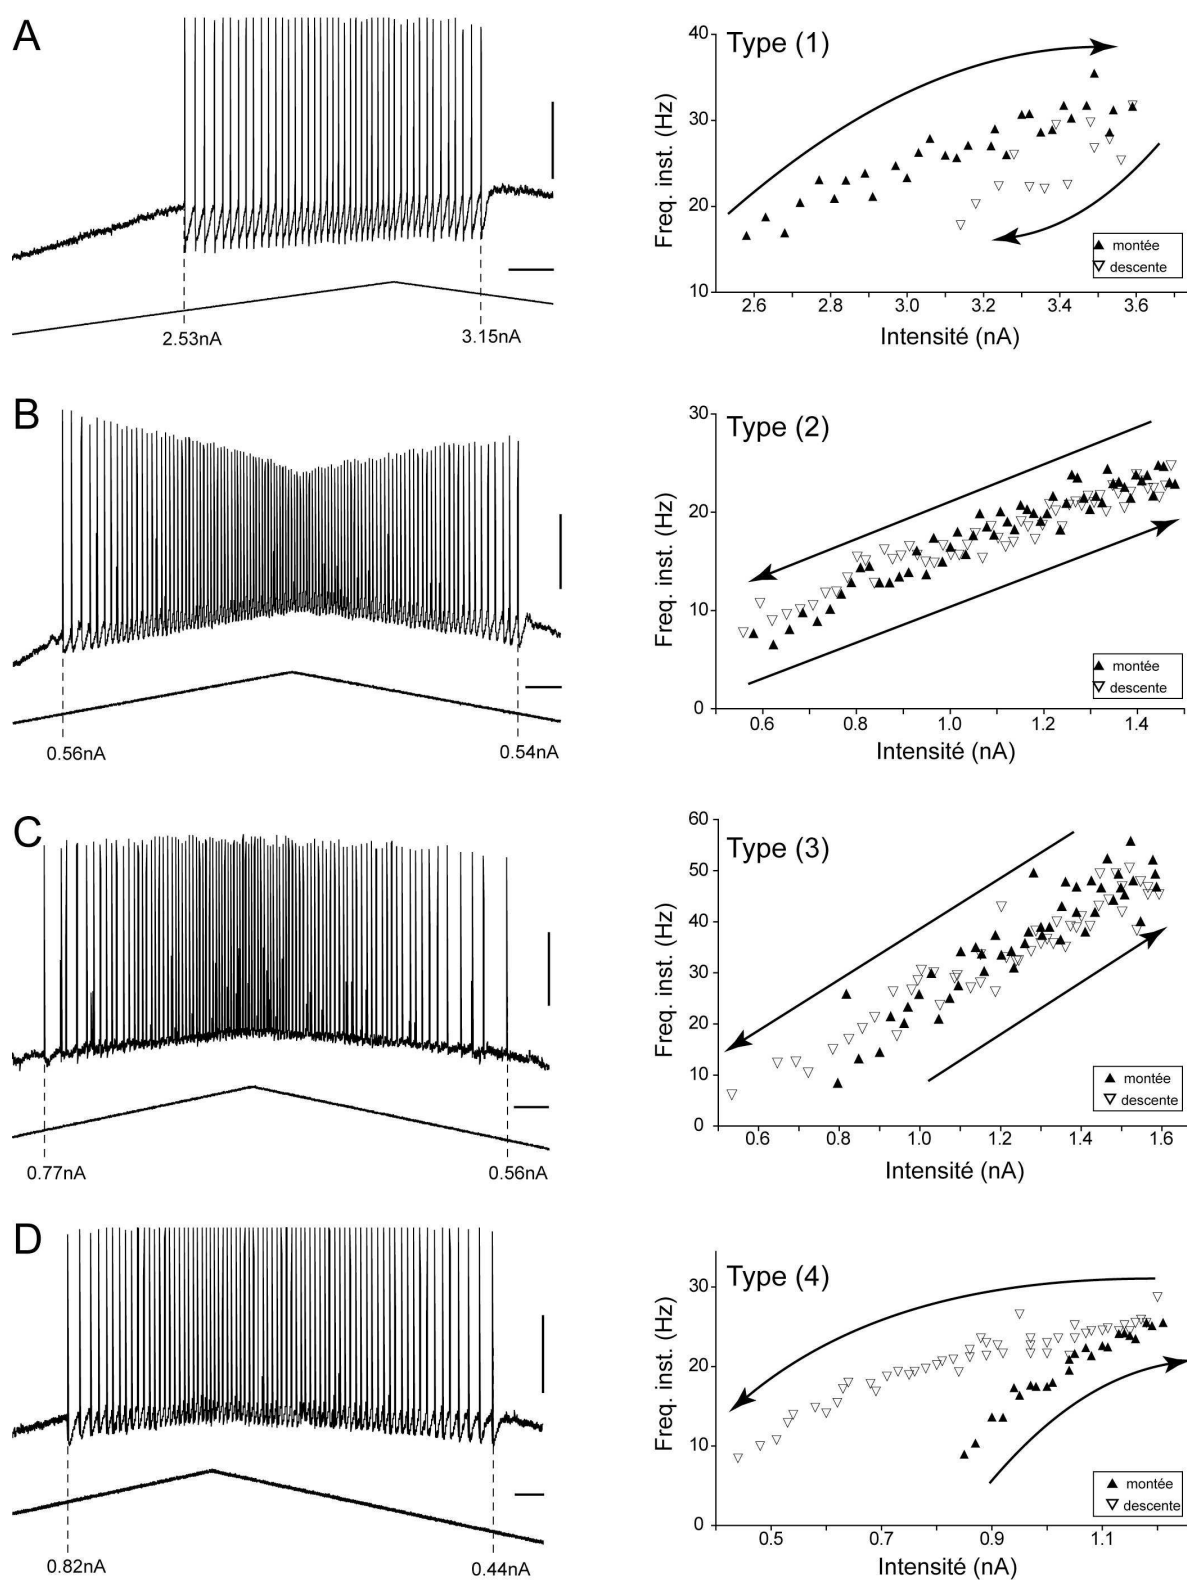 A
2.53nA
3.15nA
Type (1)
Freq. inst. (Hz)
40
30
20
10
2.6
2.8
3.0
3.2
3.4
3.6
Intensité (nA)
montée
descente
B
0.56nA
0.54nA
Type (2)
Freq. inst. (Hz)
30
20
10
0
0.6
0.8
1.0
1.2
1.4
Intensité (nA)
montée
descente
C
0.77nA
0.56nA
Type (3)
Freq. inst. (Hz)
60
50
40
30
20
10
0
0.6
0.8
1.0
1.2
1.4
1.6
Intensité (nA)
montée
descente
D
0.82nA
0.44nA
Type (4)
Freq. inst. (Hz)
30
20
10
0
0.5
0.7
0.9
1.1
Intensité (nA)
montée
descente